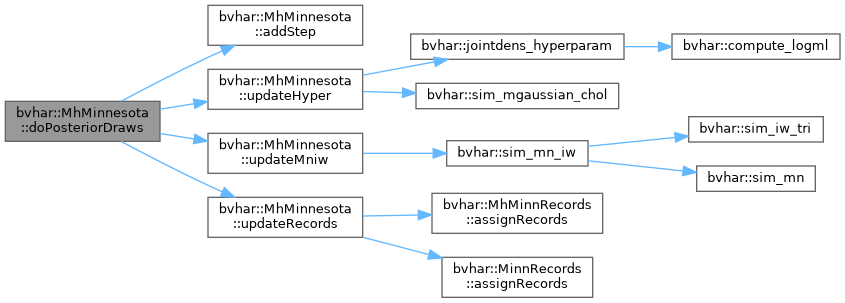 bvhar::MhMinnesota
::doPosteriorDraws
bvhar::MhMinnesota
::addStep
bvhar::MhMinnesota
::updateHyper
bvhar::MhMinnesota
::updateMniw
bvhar::MhMinnesota
::updateRecords
bvhar::jointdens_hyperparam
bvhar::sim_mgaussian_chol
bvhar::sim_mn_iw
bvhar::MhMinnRecords
::assignRecords
bvhar::MinnRecords
::assignRecords
bvhar::compute_logml
bvhar::sim_iw_tri
bvhar::sim_mn